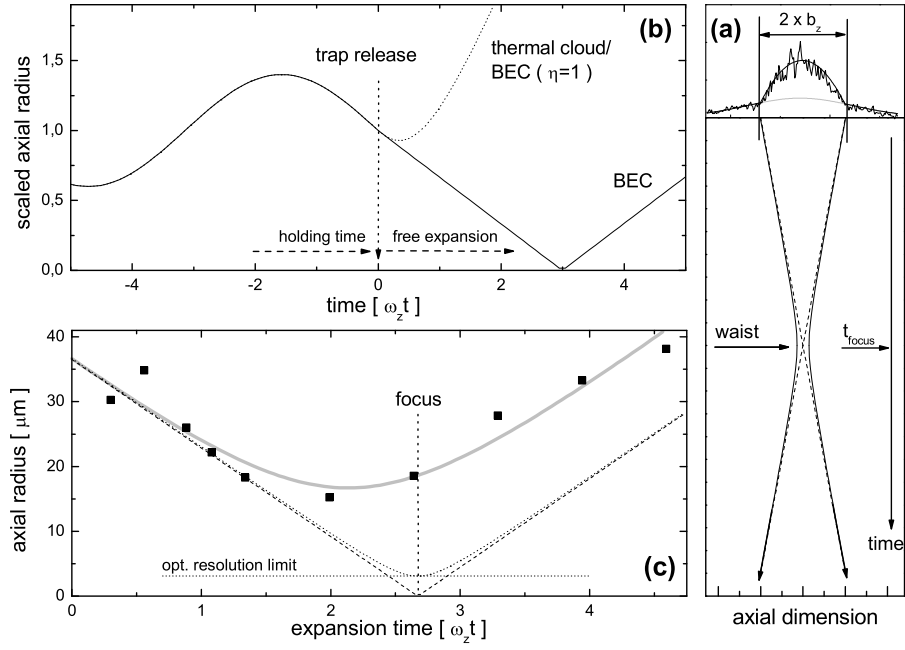 (b)
trap release
thermal cloud/
BEC ( η=1 )
BEC
holding time
free expansion
scaled axial radius
0,0
0,5
1,0
1,5
-4
-2
0
2
4
time [ ω_z t ]
(a)
2 x b_z
waist
t_focus
time
axial dimension
(c)
focus
opt. resolution limit
axial radius [ μm ]
0
10
20
30
40
0
1
2
3
4
expansion time [ ω_z t ]